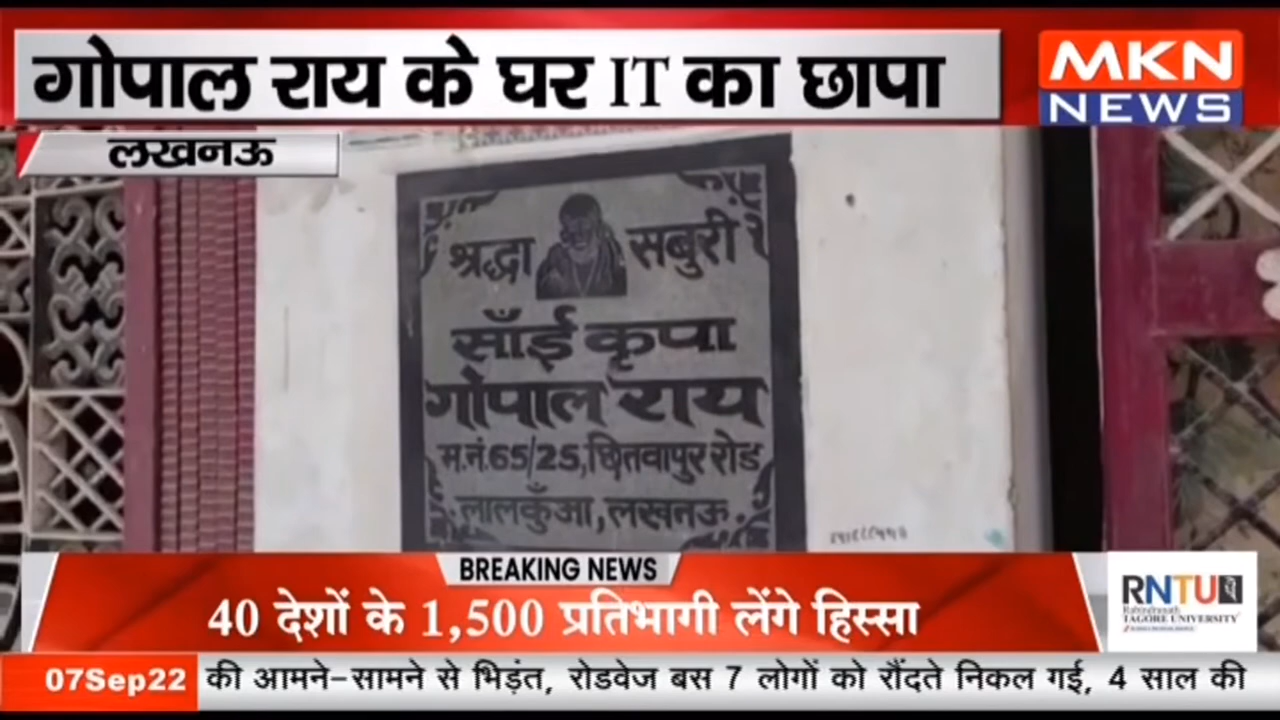 गोपाल राय के घर IT का छापा
MKN
NEWS
लखनऊ
श्रद्धा सबुरी
साँई कृपा
गोपाल राय
म.नं.65/25,छितवापुर रोड
लालकुँआ,लखनऊ.
BREAKING NEWS
40 देशों के 1,500 प्रतिभागी लेंगे हिस्सा
RNTU
Rabindranath
TAGORE UNIVERSITY
07Sep22 की आमने-सामने से भिड़ंत, रोडवेज बस 7 लोगों को रौंदते निकल गई, 4 साल की